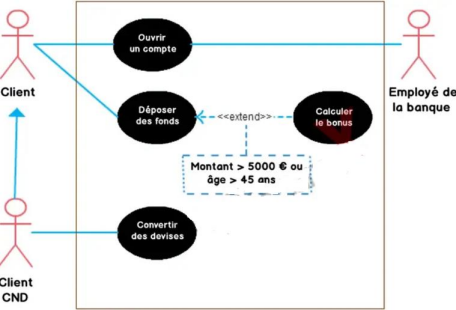 Ouvrir
un compte
Client
Employé de
la banque
Déposer
des fonds
<<extend>>
Calculer
le bonus
Montant > 5000 € ou
âge > 45 ans
Convertir
des devises
Client
CND